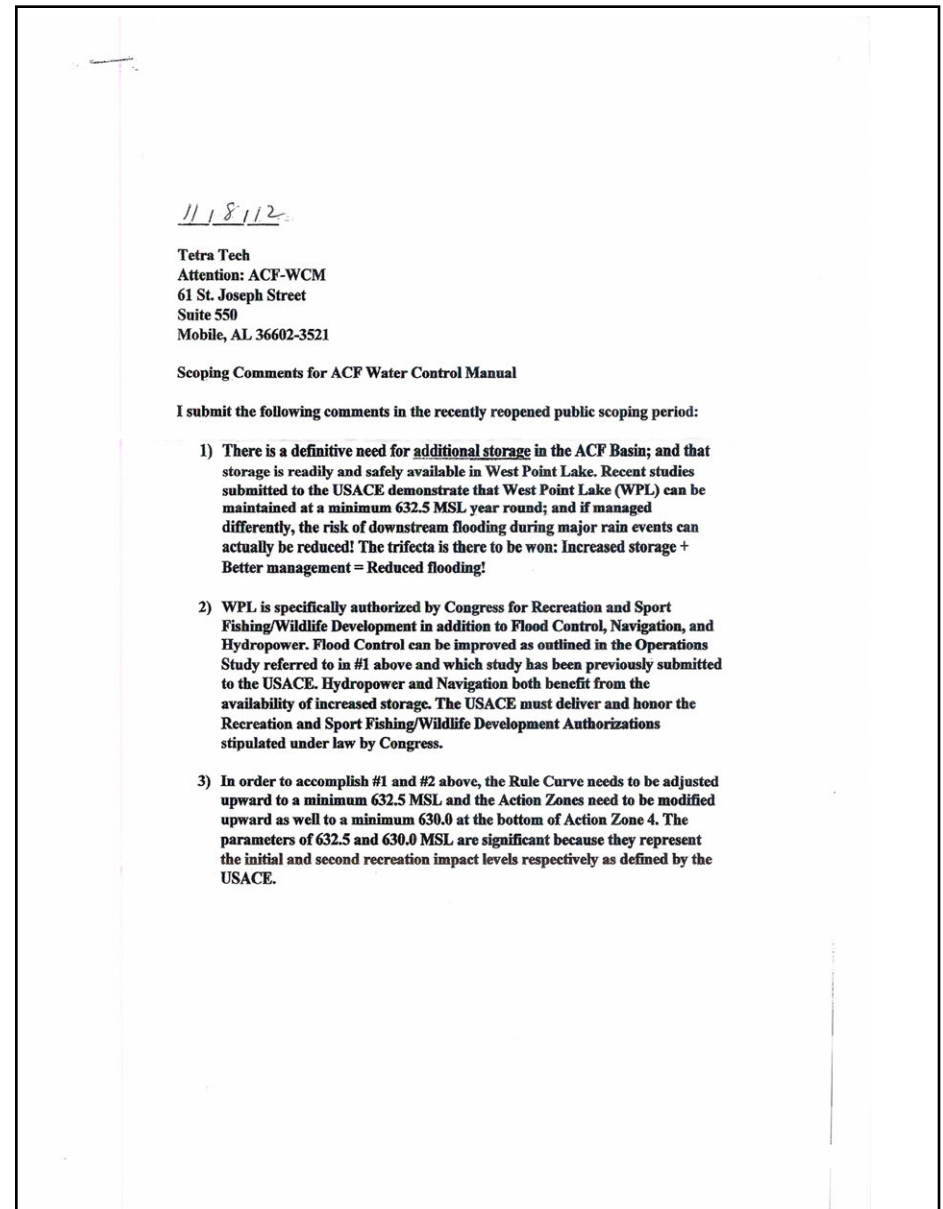 11/8/12
Tetra Tech
Attention: ACF-WCM
61 St. Joseph Street
Suite 550
Mobile, AL 36602-3521
Scoping Comments for ACF Water Control Manual
I submit the following comments in the recently reopened public scoping period:
1) There is a definitive need for additional storage in the ACF Basin; and that
storage is readily and safely available in West Point Lake. Recent studies
submitted to the USACE demonstrate that West Point Lake (WPL) can be
maintained at a minimum 632.5 MSL year round; and if managed
differently, the risk of downstream flooding during major rain events can
actually be reduced! The trifecta is there to be won: Increased storage +
Better management = Reduced flooding!
2) WPL is specifically authorized by Congress for Recreation and Sport
Fishing/Wildlife Development in addition to Flood Control, Navigation, and
Hydropower. Flood Control can be improved as outlined in the Operations
Study referred to in #1 above and which study has been previously submitted
to the USACE. Hydropower and Navigation both benefit from the
availability of increased storage. The USACE must deliver and honor the
Recreation and Sport Fishing/Wildlife Development Authorizations
stipulated under law by Congress.
3) In order to accomplish #1 and #2 above, the Rule Curve needs to be adjusted
upward to a minimum 632.5 MSL and the Action Zones need to be modified
upward as well to a minimum 630.0 at the bottom of Action Zone 4. The
parameters of 632.5 and 630.0 MSL are significant because they represent
the initial and second recreation impact levels respectively as defined by the
USACE.